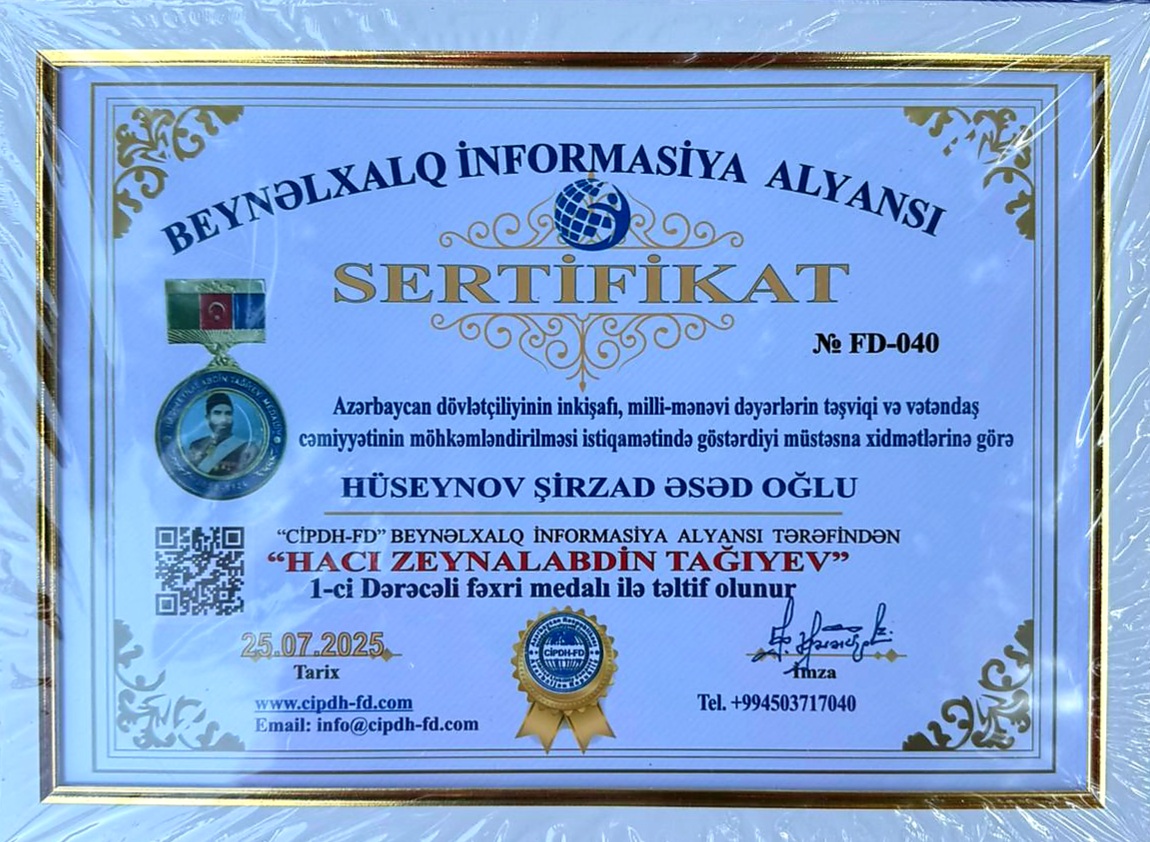 BEYNƏLXALQ İNFORMASİYA ALYANSI
SERTİFİKAT
№ FD-040
Azərbaycan dövlətçiliyinin inkişafı, milli-mənəvi dəyərlərin təşviqi və vətəndaş
cəmiyyətinin möhkəmləndirilməsi istiqamətində göstərdiyi müstəsna xidmətlərinə görə
HÜSEYNOV ŞİRZAD ƏSƏD OĞLU
“CİPDH-FD” BEYNƏLXALQ İNFORMASİYA ALYANSI TƏRƏFİNDƏN
“HACI ZEYNALABDİN TAĞIYEV”
1-ci Dərəcəli fəxri medalı ilə təltif olunur
25.07.2025
Tarix
CİPDH-FD
İmza
www.cipdh-fd.com
Email: info@cipdh-fd.com
Tel. +994503717040